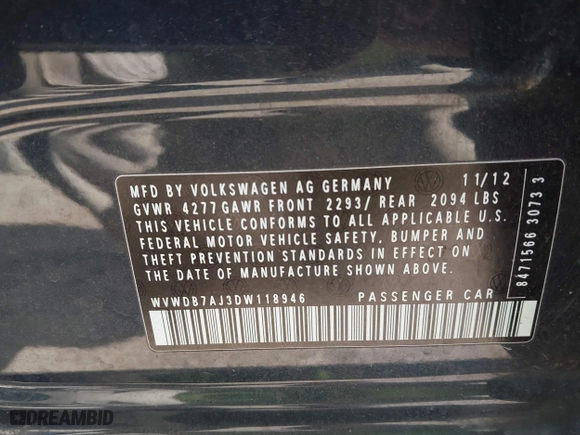 MFD BY VOLKSWAGEN AG GERMANY 11/12
GVWR 4277GAWR FRONT 2293/ REAR 2094 LBS
THIS VEHICLE CONFORMS TO ALL APPLICABLE U.S.
FEDERAL MOTOR VEHICLE SAFETY, BUMPER AND
THEFT PREVENTION STANDARDS IN EFFECT ON
THE DATE OF MANUFACTURE SHOWN ABOVE.
WVWDB7AJ3DW118946 PASSENGER CAR
8471566 3073 3
DREAMBID